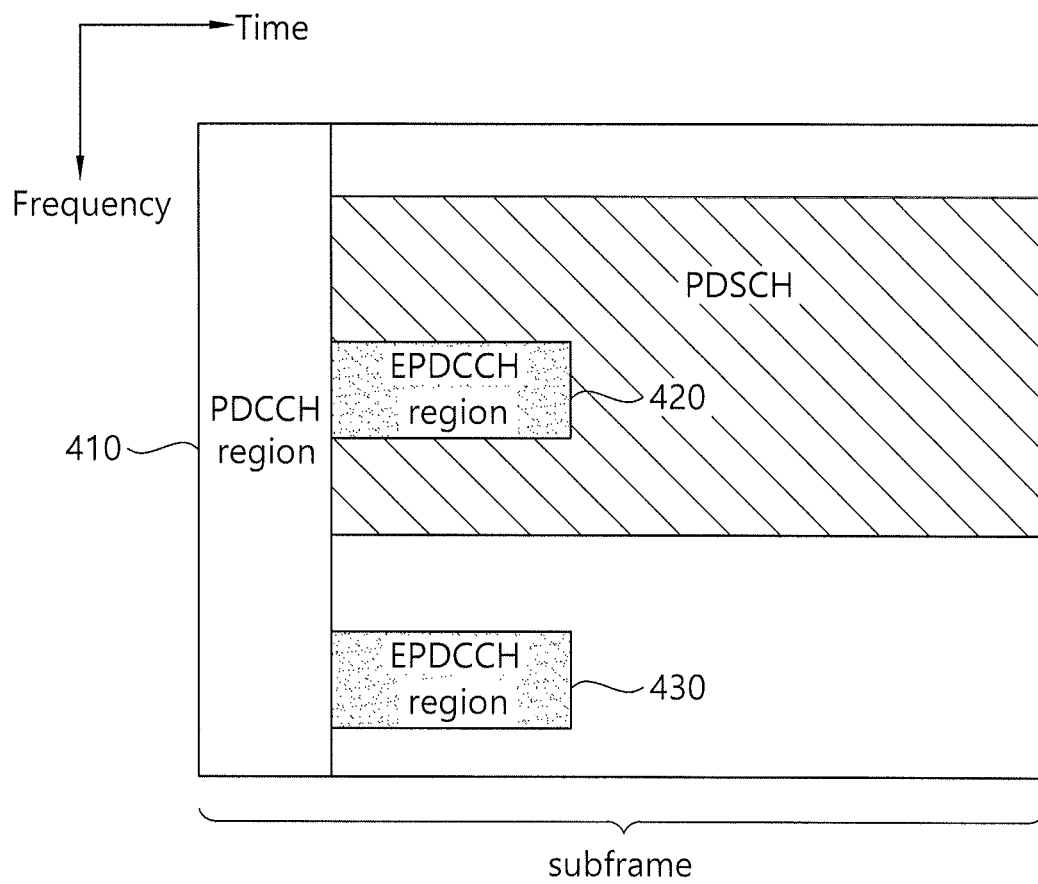 Time
Frequency
PDSCH
EPDCCH
region
420
PDCCH
region
410
EPDCCH
region
430
subframe